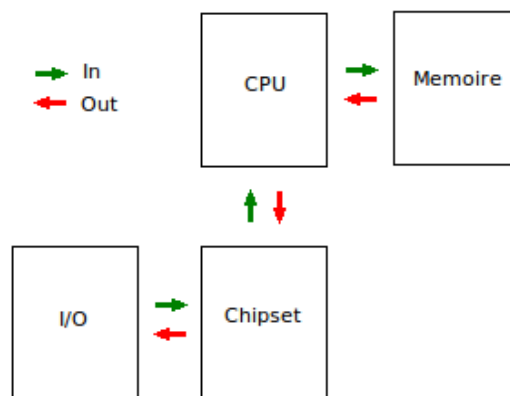 In
Out
CPU
Memoire
I/O
Chipset